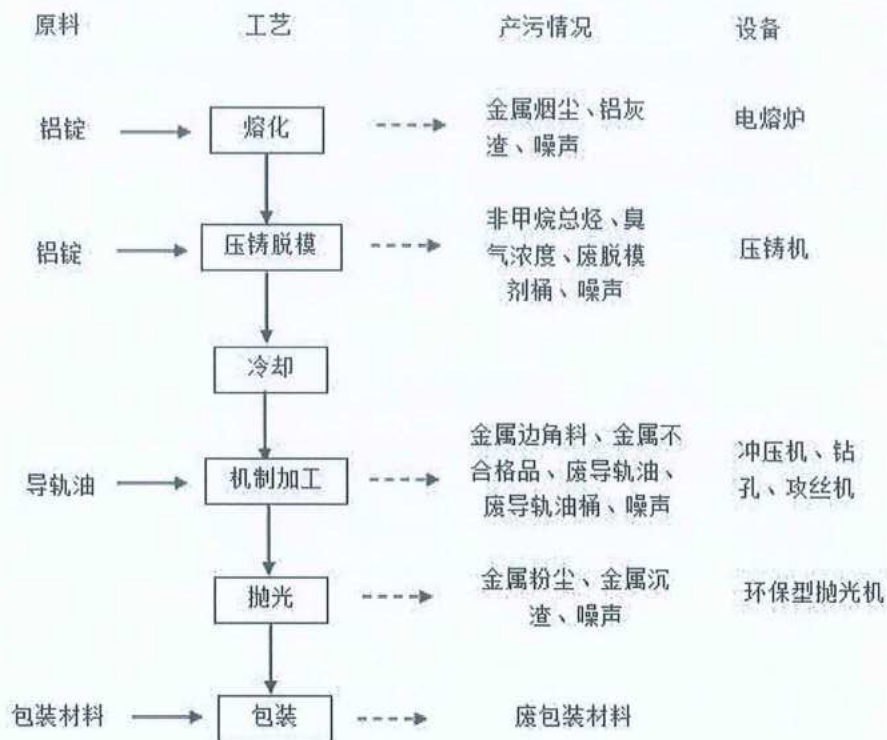 原料 工艺 产污情况 设备
铝锭 熔化 金属烟尘、铝灰
渣、噪声
电熔炉
铝锭 压铸脱模 非甲烷总烃、臭
气浓度、废脱模
剂桶、噪声
压铸机
冷却
导轨油 机制加工 金属边角料、金属不
合格品、废导轨油、
废导轨油桶、噪声
冲压机、钻
孔、攻丝机
抛光 金属粉尘、金属沉
渣、噪声
环保型抛光机
包装材料 包装 废包装材料